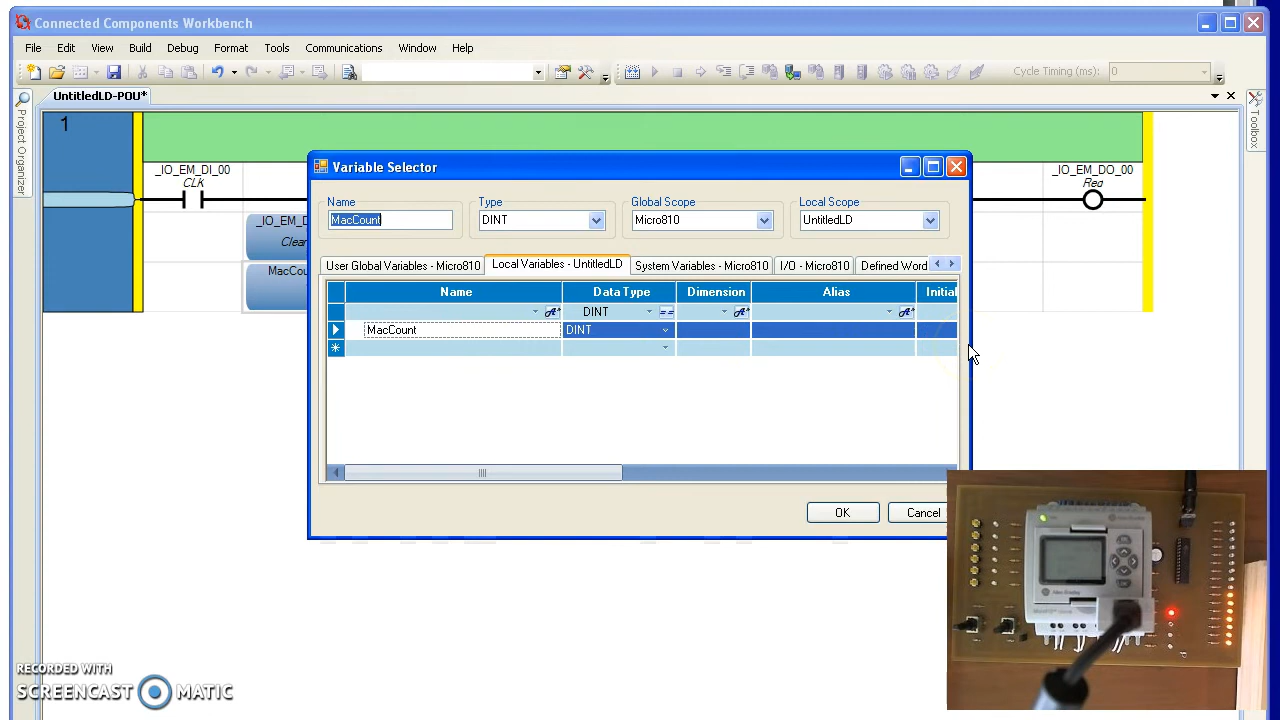 Connected Components Workbench
File Edit View Build Debug Format Tools Communications Window Help
Cycle Timing (ms): 0
UntitledLD-POU*
Project Organizer
Toolbox
1
_IO_EM_DI_00
CLK
_IO_EM_DO_00
Red
_IO_EM_D
Clear
MacCou
Variable Selector
Name Type Global Scope Local Scope
MacCount DINT Micro810 UntitledLD
User Global Variables - Micro810 Local Variables - UntitledLD System Variables - Micro810 I/O - Micro810 Defined Word
Name Data Type Dimension Alias Initial
DINT
MacCount DINT
OK Cancel
RECORDED WITH
SCREENCAST MATIC